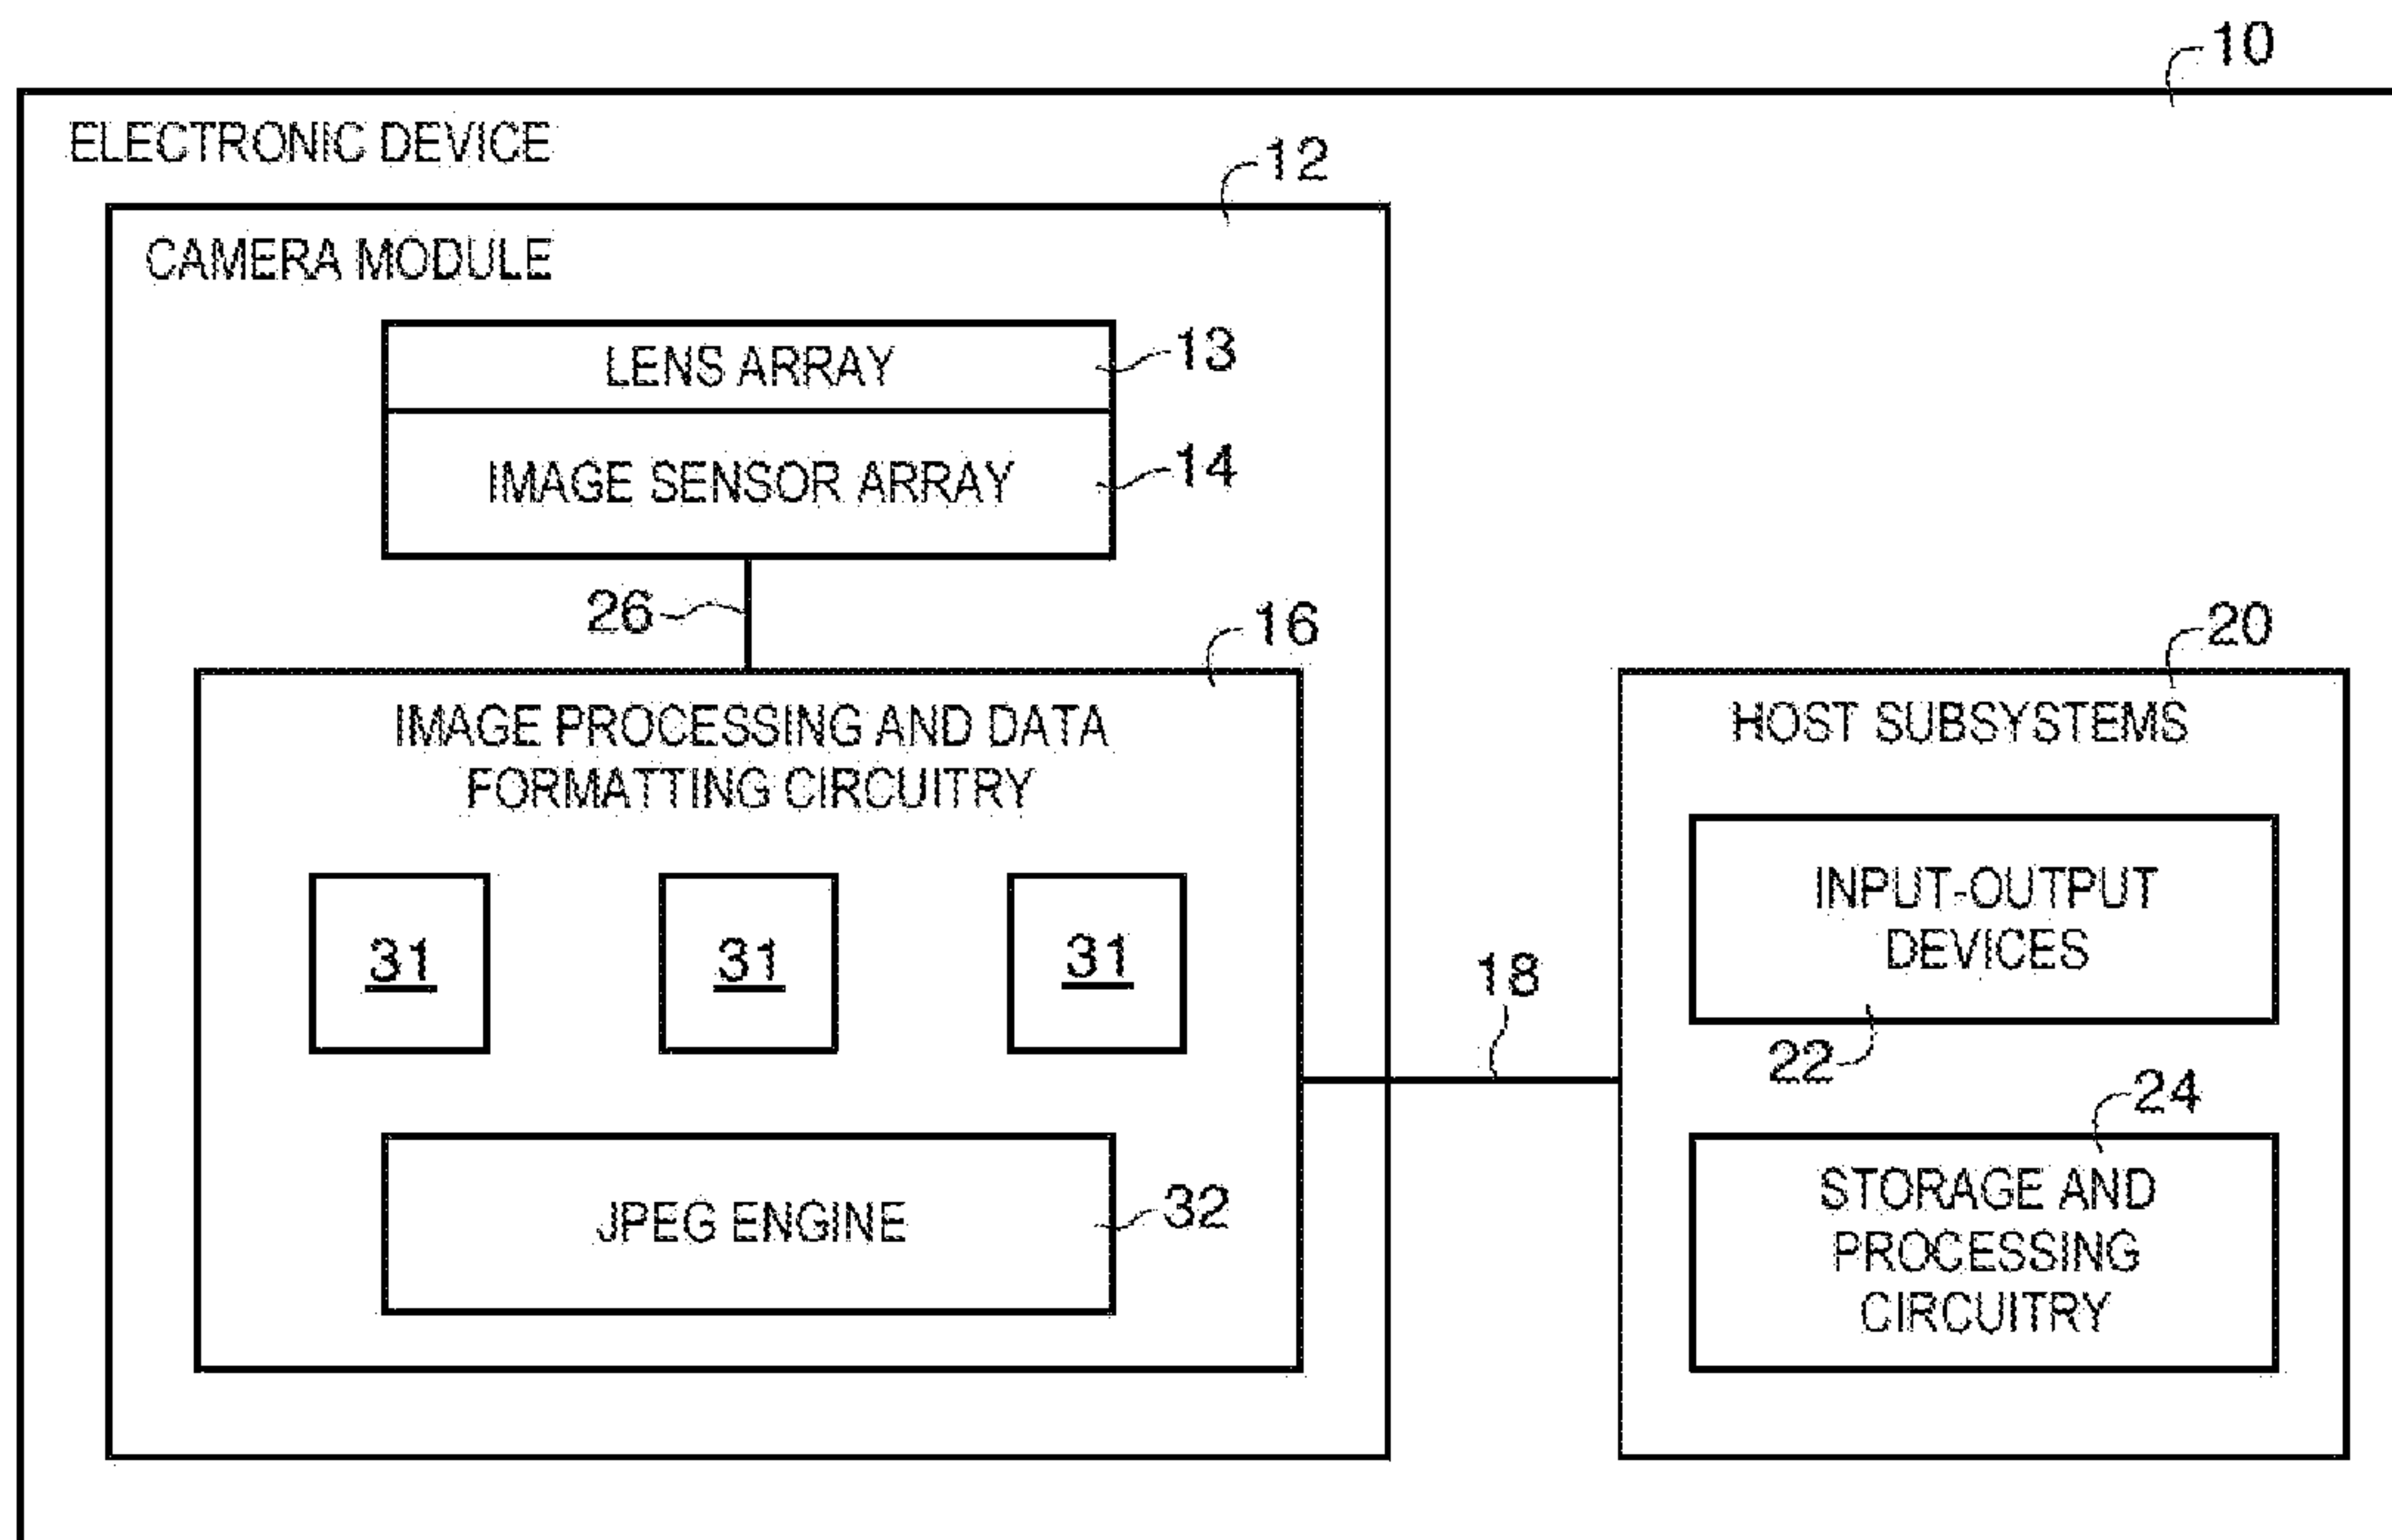 10
ELECTRONIC DEVICE
12
CAMERA MODULE
LENS ARRAY
13
IMAGE SENSOR ARRAY
14
26
16
IMAGE PROCESSING AND DATA
FORMATTING CIRCUITRY
31
31
31
JPEG ENGINE
32
18
20
HOST SUBSYSTEMS
INPUT-OUTPUT
DEVICES
22
24
STORAGE AND
PROCESSING
CIRCUITRY